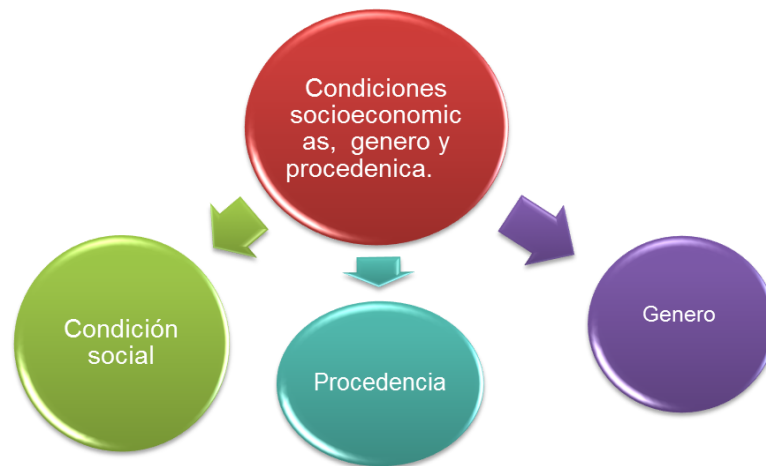 Condiciones
socioeconomic
as, genero y
procedenica.
Condición
social
Procedencia
Genero